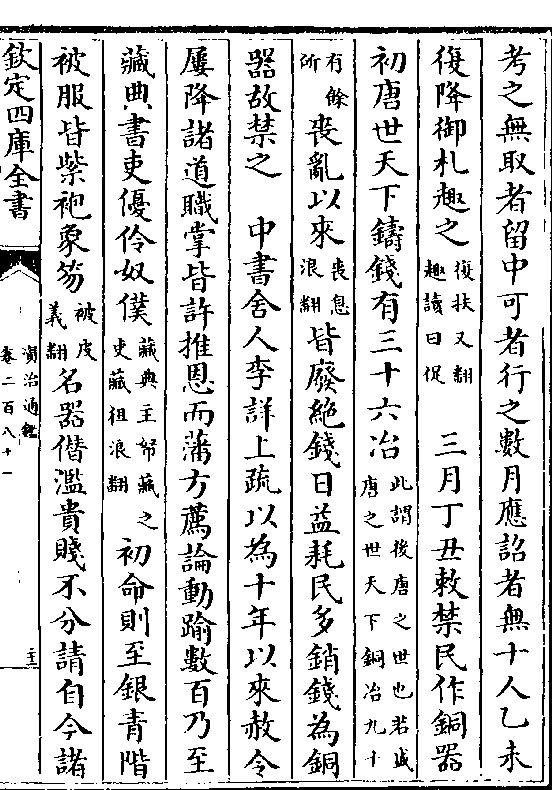 考之無取者留中可者行之數月應詔者無十人乙未
復降御札趣之復扶又翻趣讀曰促　三月丁丑敕禁民作銅器
初唐世天下鑄錢有三十六冶此謂後唐之世也若盛唐之世天下銅冶九十
有餘所喪亂以來喪息浪翻皆廢絶錢日益耗民多銷錢為銅
器故禁之　中書舍人李詳上疏以為十年以來赦令
屢降諸道職掌皆許推恩而藩方薦論動踰數百乃至
藏典書吏優伶奴僕藏典主帑藏之吏藏徂浪翻初命則至銀青階
被服皆紫袍象笏被皮義翻名器僭濫貴賤不分請自今諸
欽定四庫全書
資治通鑑
卷二百八十一